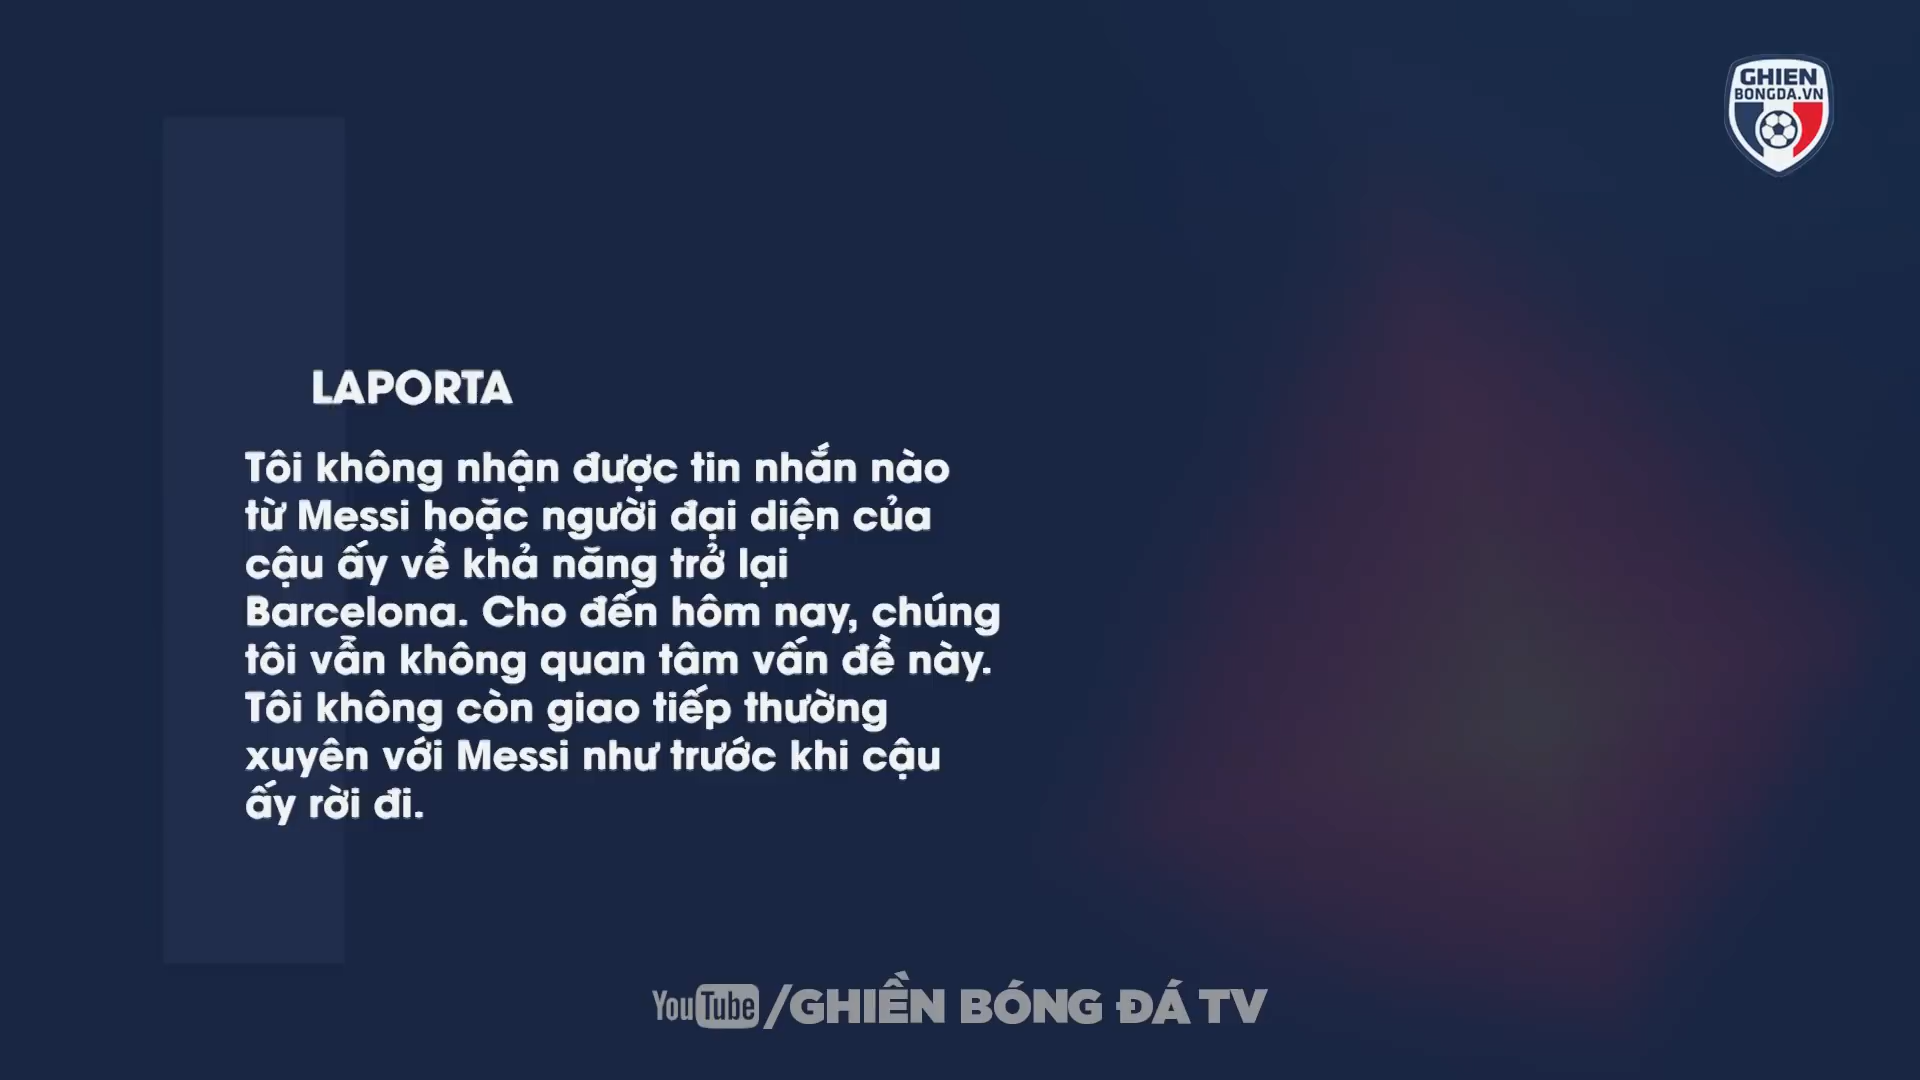 GHIEN
BONGDA.VN
LAPORTA
Tôi không nhận được tin nhắn nào
từ Messi hoặc người đại diện của
cậu ấy về khả năng trở lại
Barcelona. Cho đến hôm nay, chúng
tôi vẫn không quan tâm vấn đề này.
Tôi không còn giao tiếp thường
xuyên với Messi như trước khi cậu
ấy rời đi.
YouTube/GHIỀN BÓNG ĐÁ TV